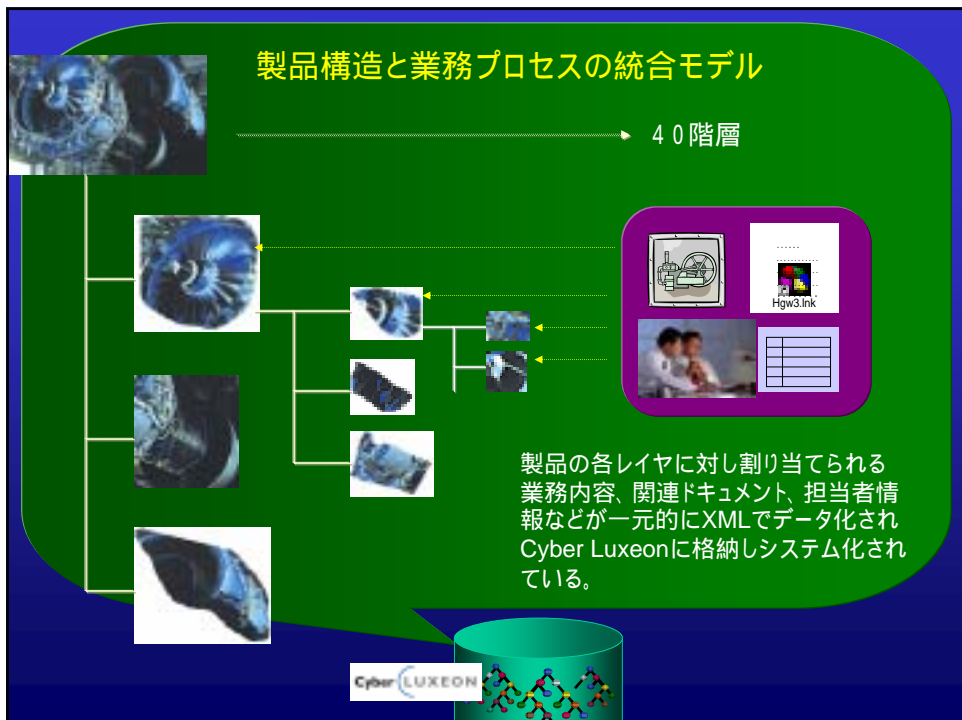 製品構造と業務プロセスの統合モデル
40階層
Hgw3.lnk
製品の各レイヤに対し割り当てられる
業務内容、関連ドキュメント、担当者情
報などが一元的にXMLでデータ化され
Cyber Luxeonに格納しシステム化され
ている。
Cyber LUXEON